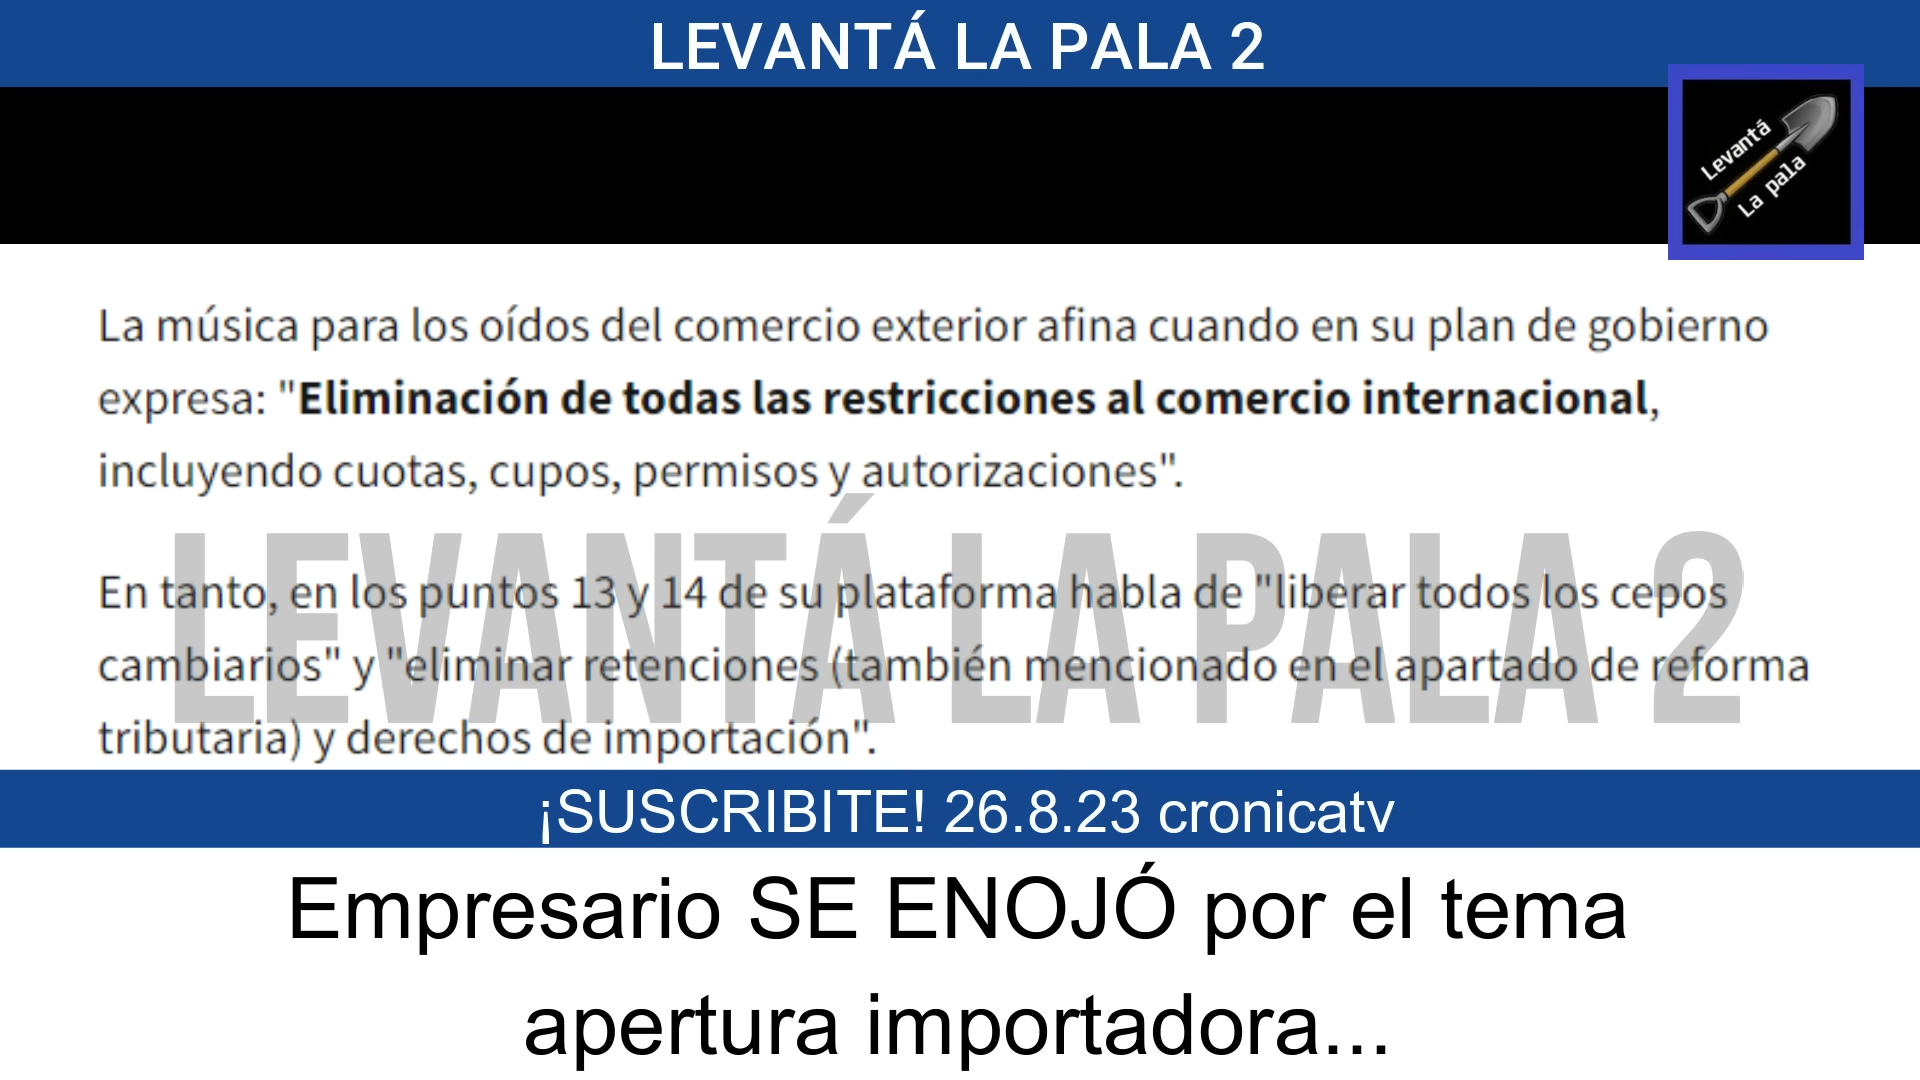 LEVANTÁ LA PALA 2
Levantá
La pala
La música para los oídos del comercio exterior afina cuando en su plan de gobierno
expresa: "Eliminación de todas las restricciones al comercio internacional,
incluyendo cuotas, cupos, permisos y autorizaciones".
En tanto, en los puntos 13 y 14 de su plataforma habla de "liberar todos los cepos
cambiarios" y "eliminar retenciones (también mencionado en el apartado de reforma
tributaria) y derechos de importación".
LEVANTÁ LA PALA 2
¡SUSCRIBITE! 26.8.23 cronicatv
Empresario SE ENOJÓ por el tema
apertura importadora...